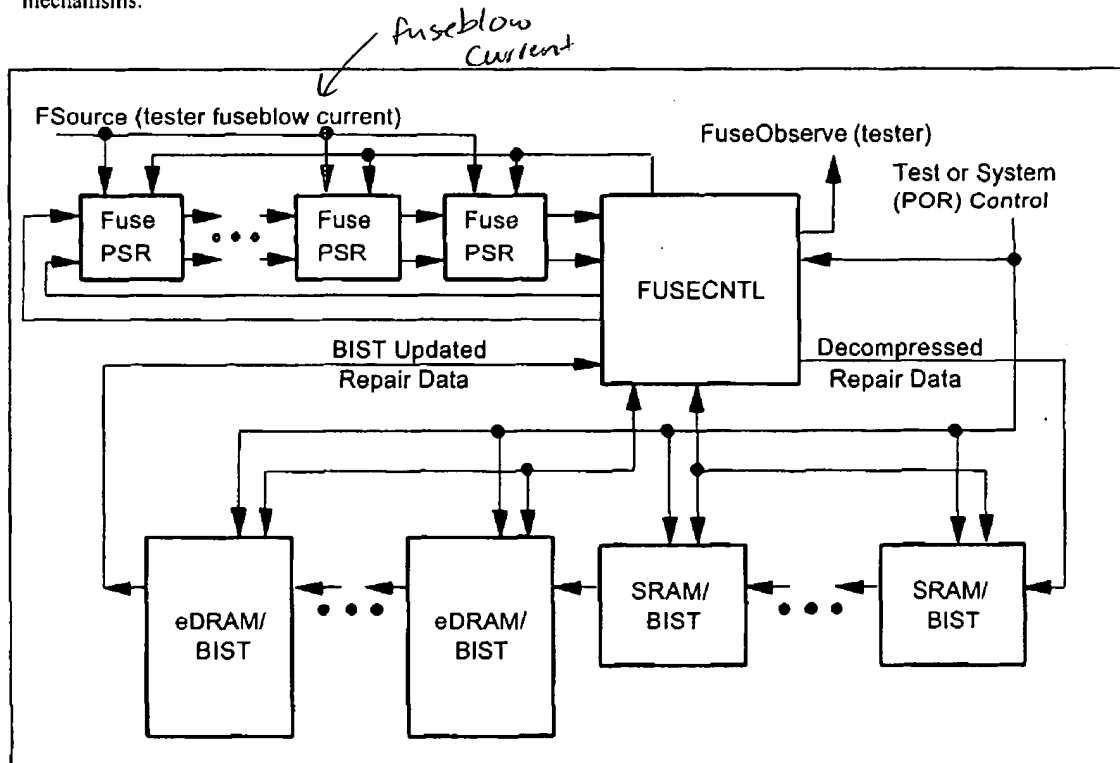 mechanisms.
fuseblow
current
FSource (tester fuseblow current)
FuseObserve (tester)
Test or System
(POR) Control
Fuse
PSR
Fuse
PSR
Fuse
PSR
FUSECNTL
BIST Updated
Repair Data
Decompressed
Repair Data
eDRAM/
BIST
eDRAM/
BIST
SRAM/
BIST
SRAM/
BIST